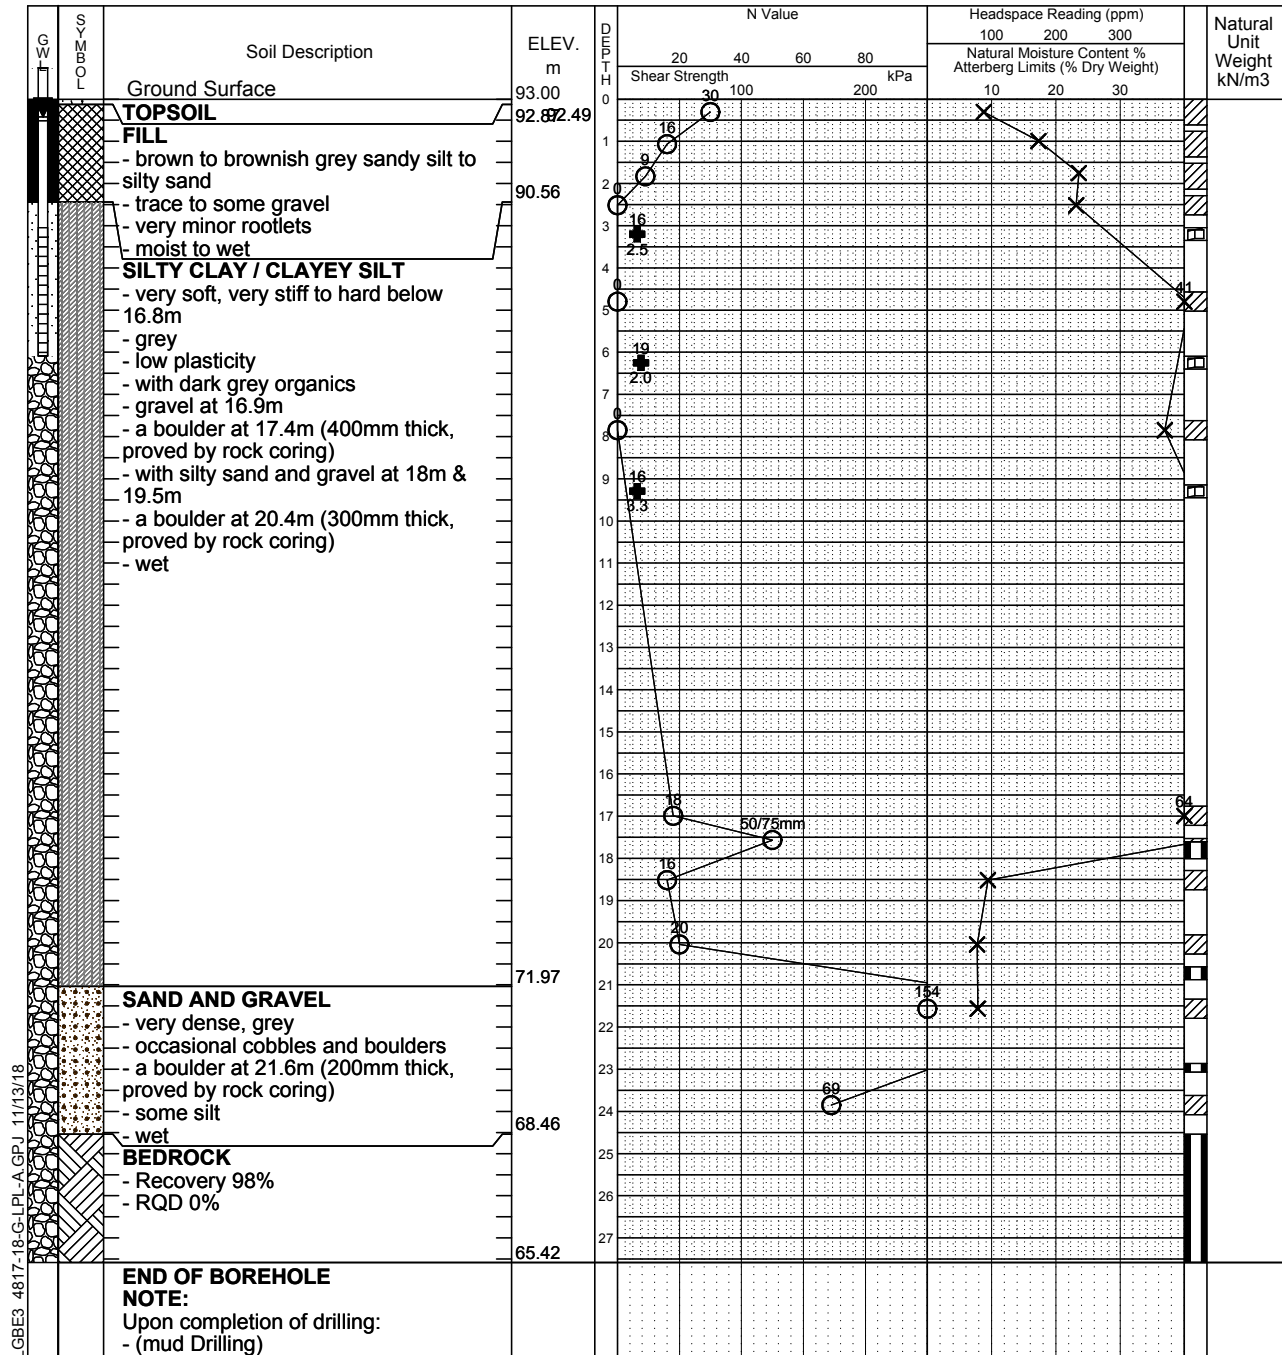 GWL
SYMBOL
Soil Description
Ground Surface
ELEV.
m
DEPTH
N Value
20 40 60 80
Shear Strength kPa
100 200
Headspace Reading (ppm)
100 200 300
Natural Moisture Content %
Atterberg Limits (% Dry Weight)
10 20 30
Natural
Unit
Weight
kN/m3
93.00
TOPSOIL
92.87
92.49
FILL
- brown to brownish grey sandy silt to
silty sand
- trace to some gravel
- very minor rootlets
- moist to wet
90.56
SILTY CLAY / CLAYEY SILT
- very soft, very stiff to hard below
16.8m
- grey
- low plasticity
- with dark grey organics
- gravel at 16.9m
- a boulder at 17.4m (400mm thick,
proved by rock coring)
- with silty sand and gravel at 18m &
19.5m
- a boulder at 20.4m (300mm thick,
proved by rock coring)
- wet
71.97
SAND AND GRAVEL
- very dense, grey
- occasional cobbles and boulders
- a boulder at 21.6m (200mm thick,
proved by rock coring)
- some silt
- wet
68.46
BEDROCK
- Recovery 98%
- RQD 0%
65.42
END OF BOREHOLE
NOTE:
Upon completion of drilling:
- (mud Drilling)
0
1
2
3
4
5
6
7
8
9
10
11
12
13
14
15
16
17
18
19
20
21
22
23
24
25
26
27
30
16
9
0
16
2.5
0
41
19
2.0
0
16
3.3
18
64
50/75mm
16
20
154
69
LGBE3 4817-18-G-LPL-A.GPJ 11/13/18